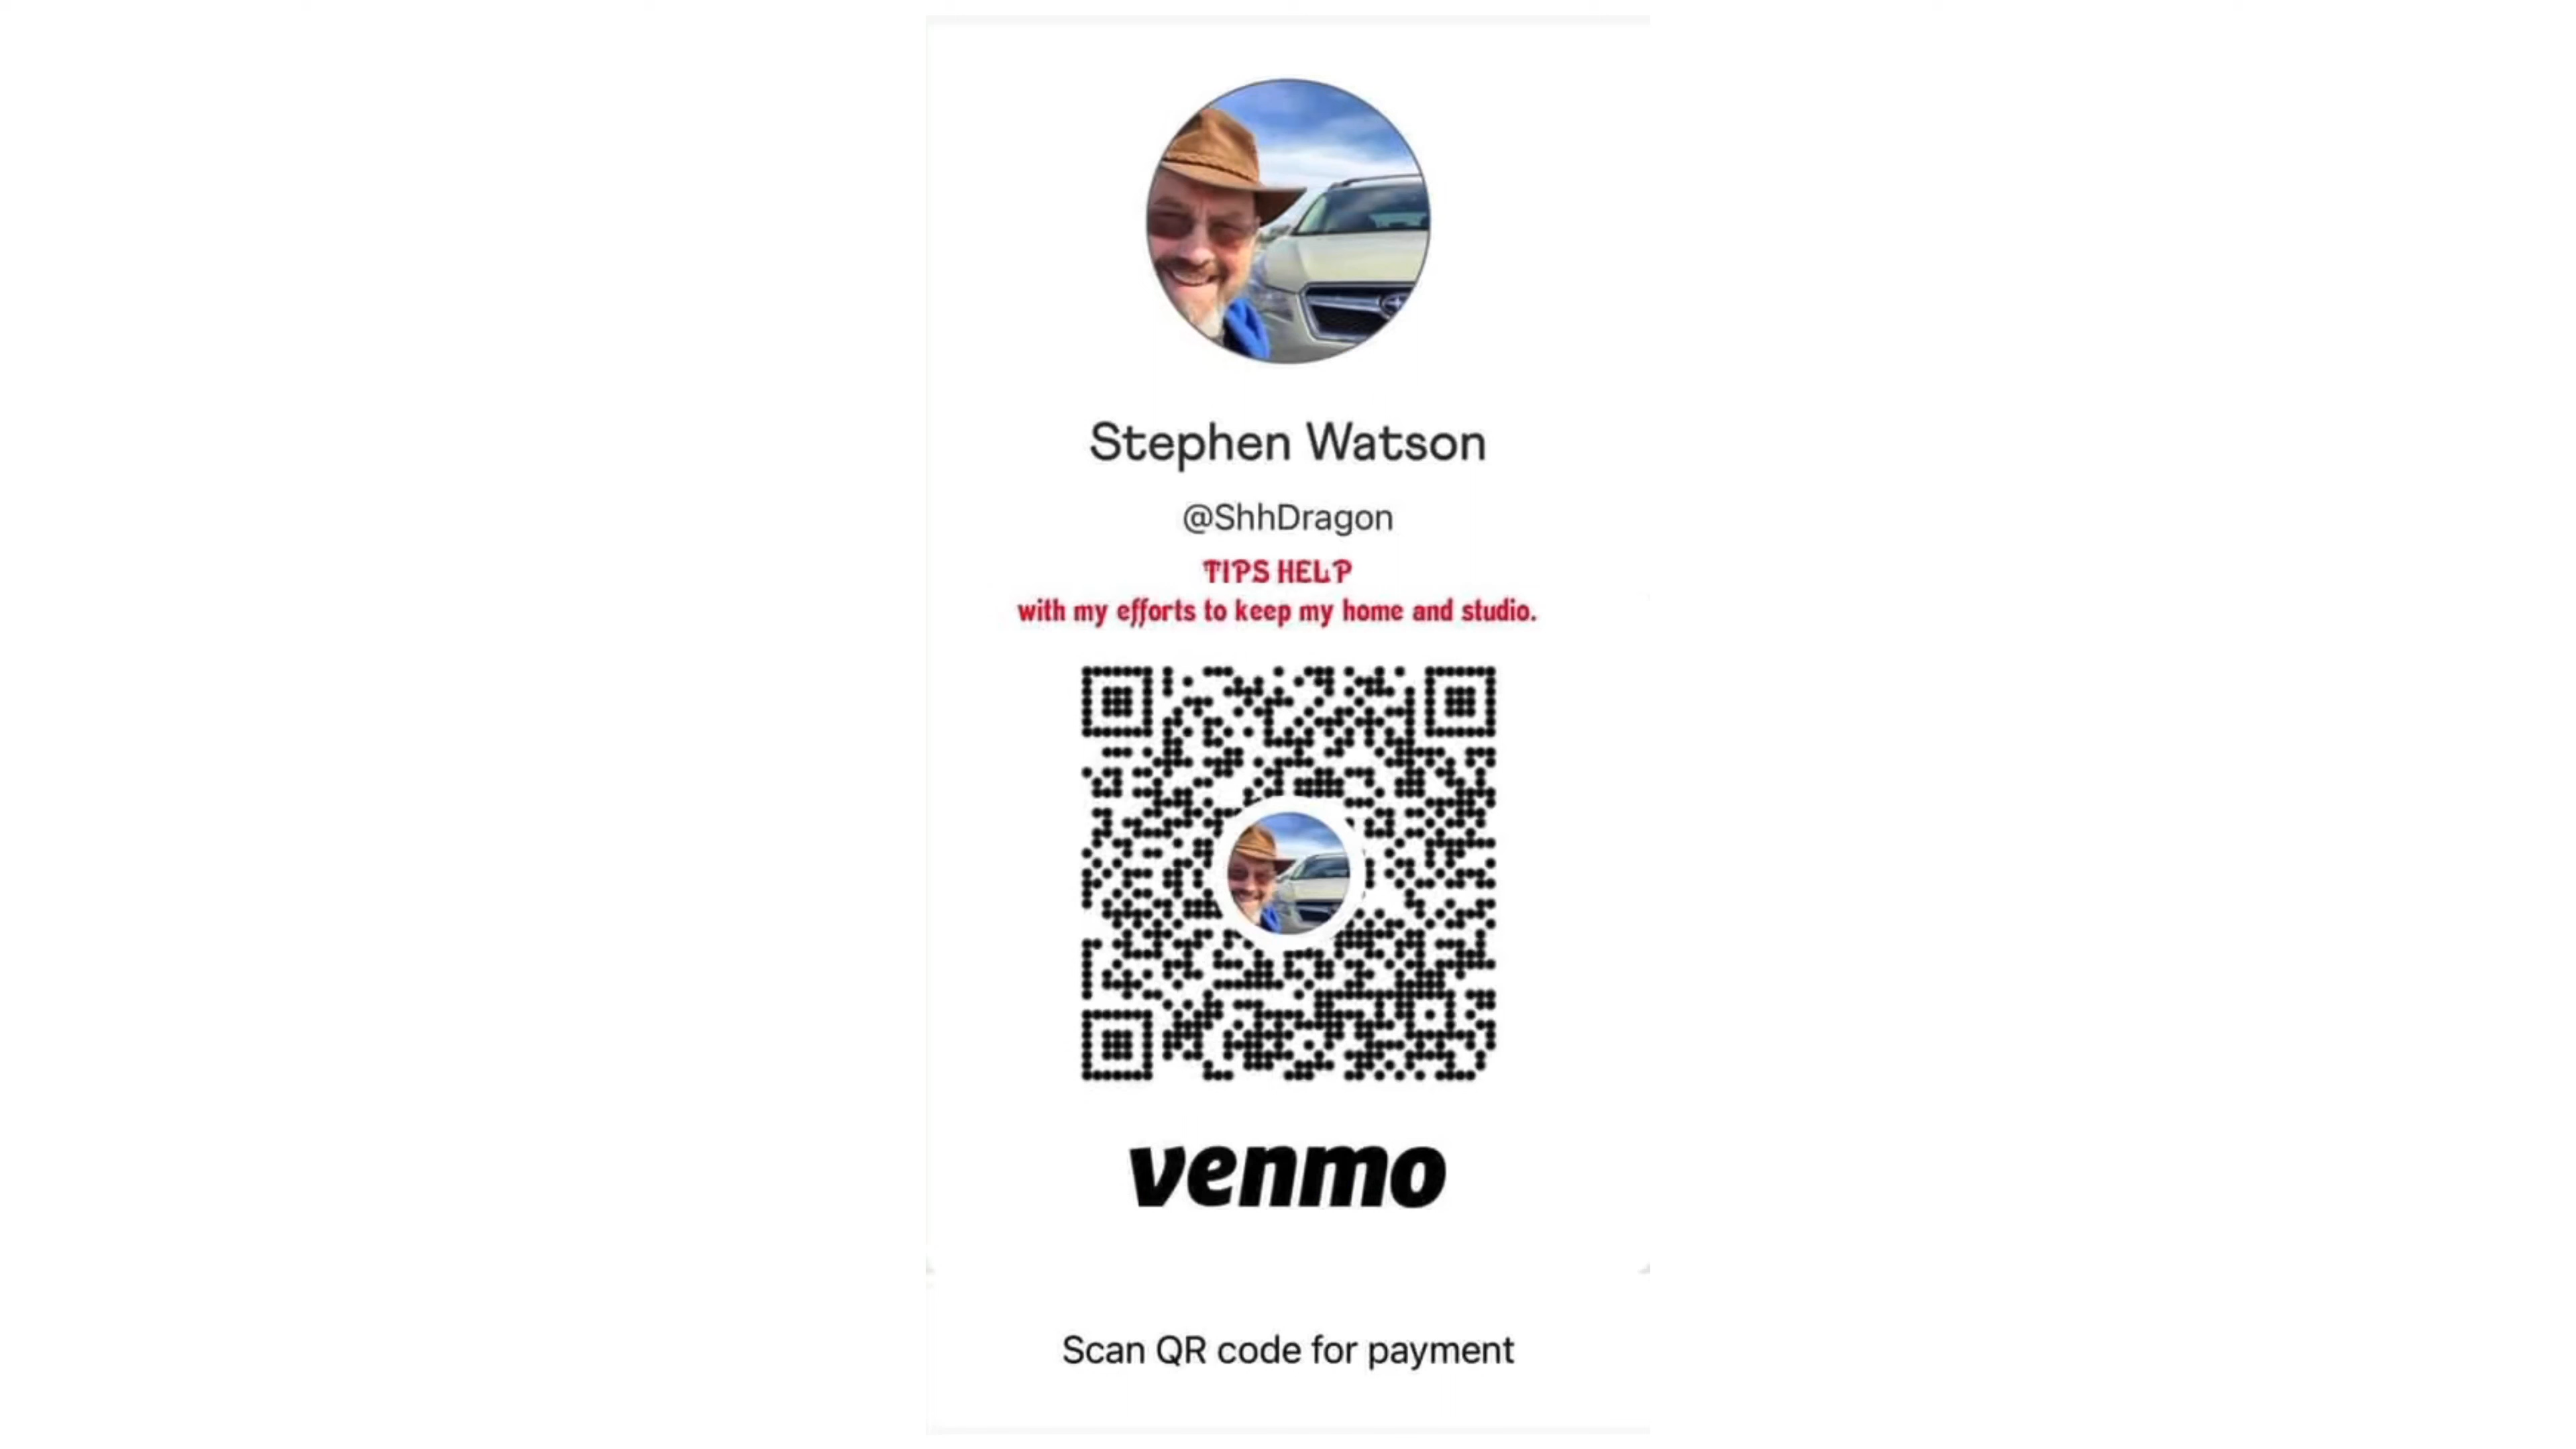 Stephen Watson
@ShhDragon
TIPS HELP
with my efforts to keep my home and studio.
venmo
Scan QR code for payment